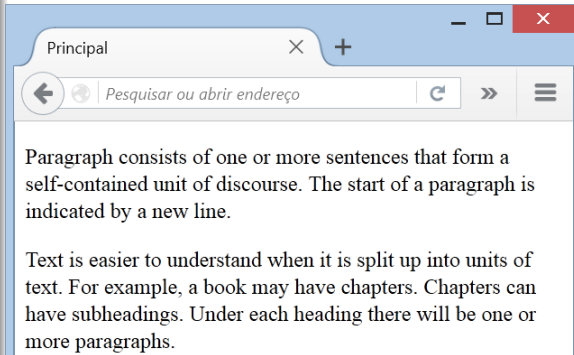 Principal
Pesquisar ou abrir endereço
Paragraph consists of one or more sentences that form a
self-contained unit of discourse. The start of a paragraph is
indicated by a new line.
Text is easier to understand when it is split up into units of
text. For example, a book may have chapters. Chapters can
have subheadings. Under each heading there will be one or
more paragraphs.